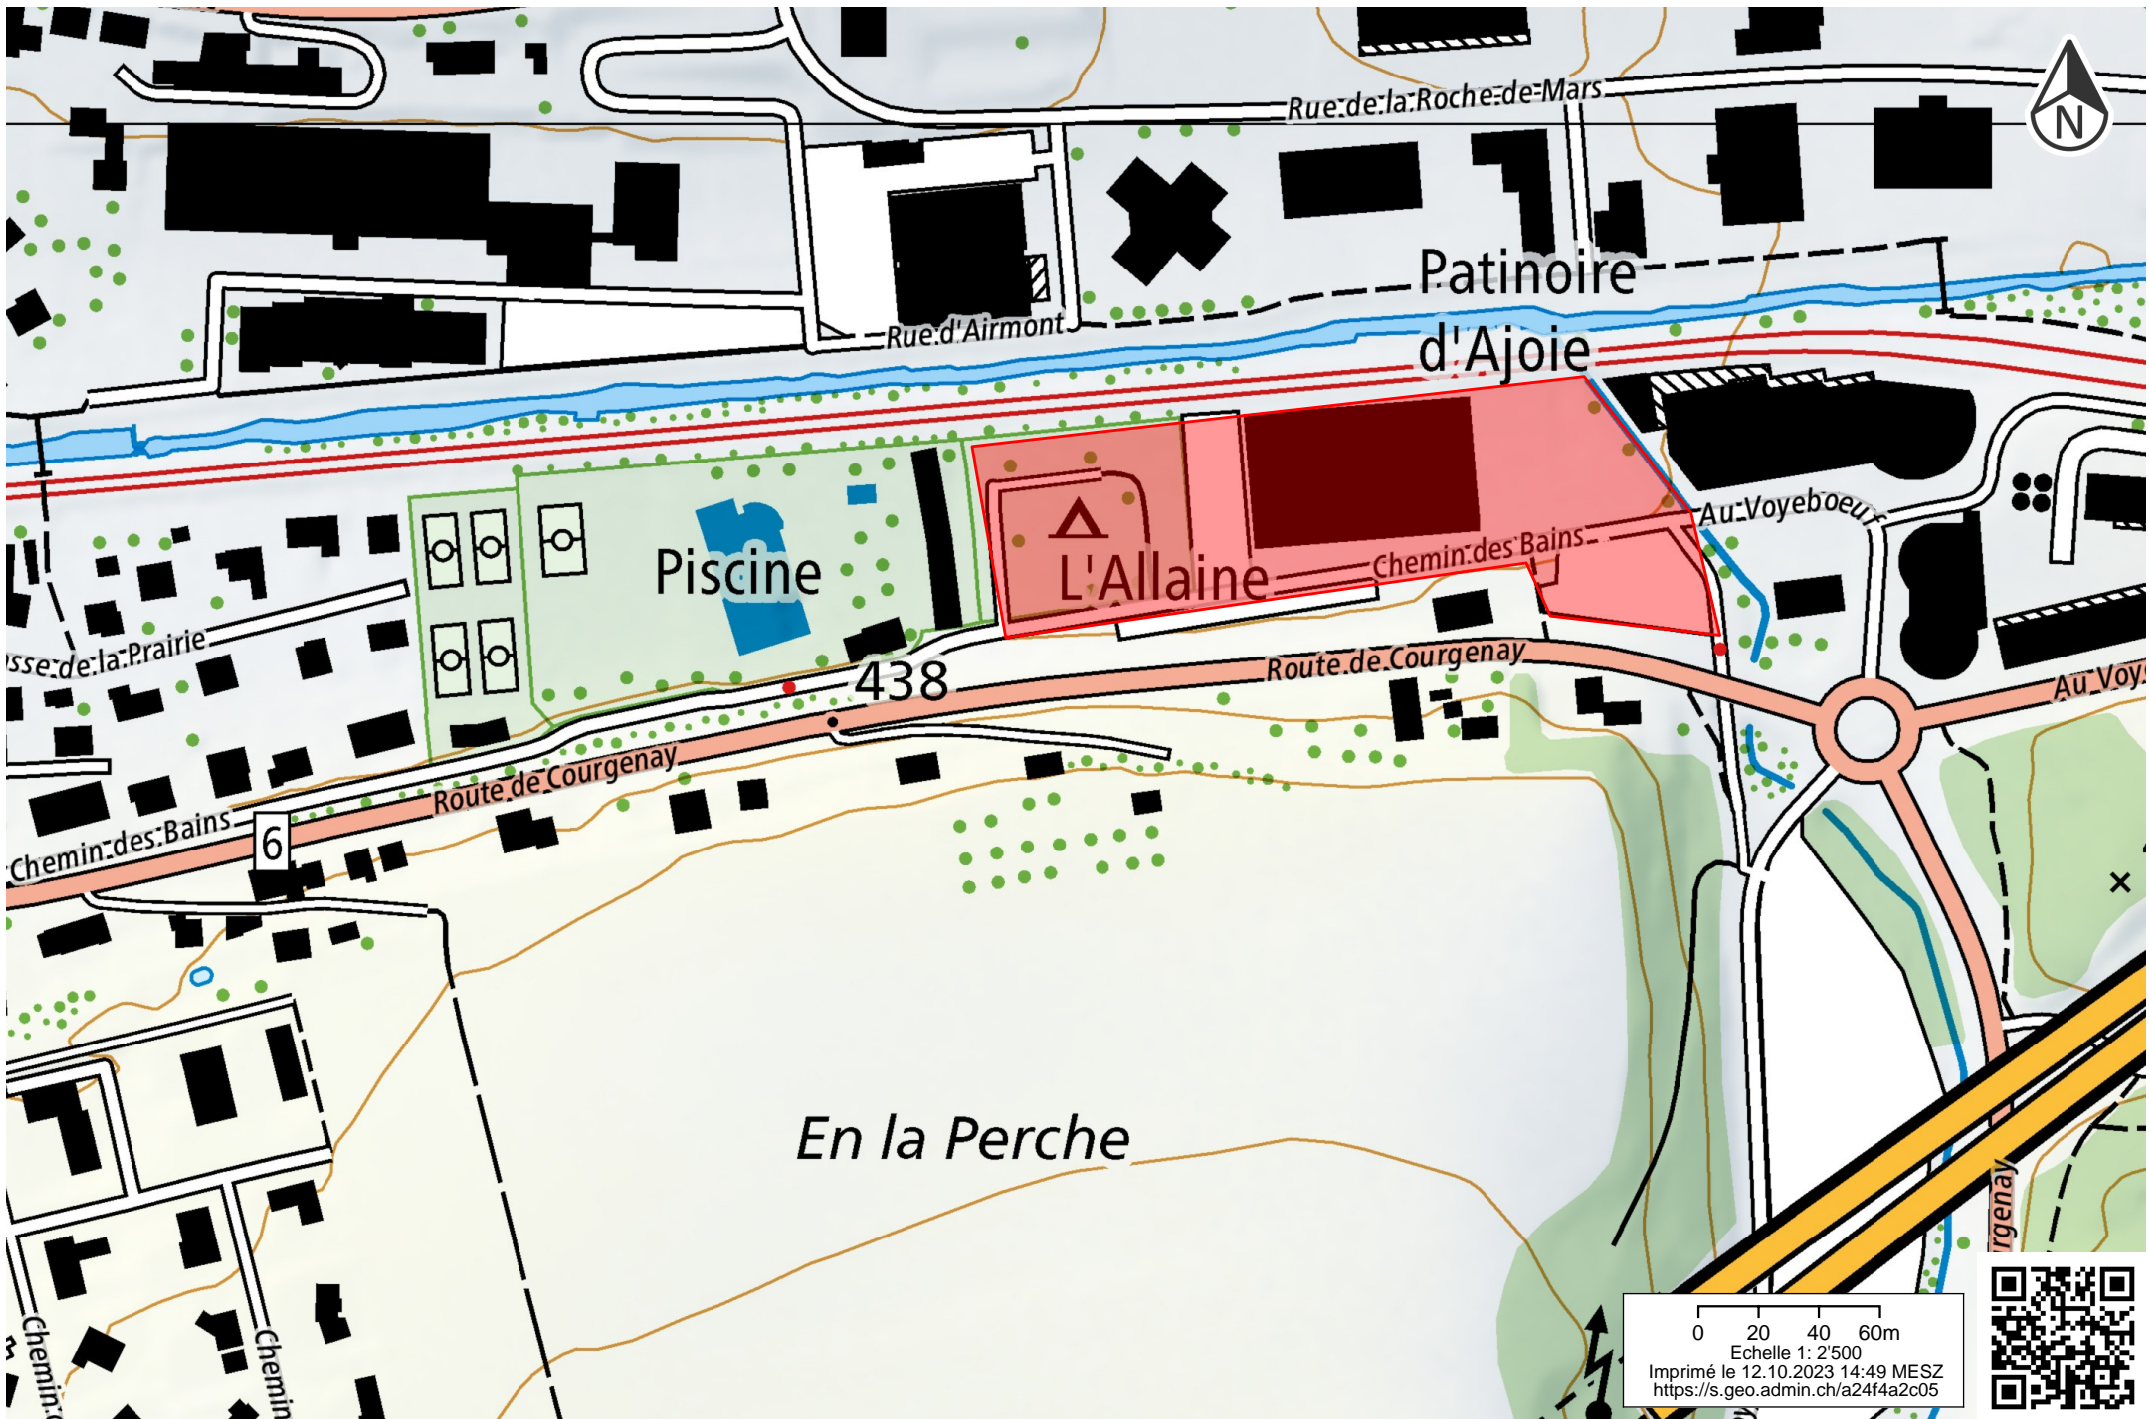 Rue de la Roche-de-Mars
N
Patinoire
d'Ajoie
Rue d'Airmont
Au Voyeboeuf
Chemin des Bains
L'Allaine
Piscine
438
Route de Courgenay
sse de la Prairie
Au Voy
Route de Courgenay
6
Chemin des Bains
En la Perche
rgenay
Chemin
Chemin
0 20 40 60m
Echelle 1: 2'500
Imprimé le 12.10.2023 14:49 MESZ
https://s.geo.admin.ch/a24f4a2c05